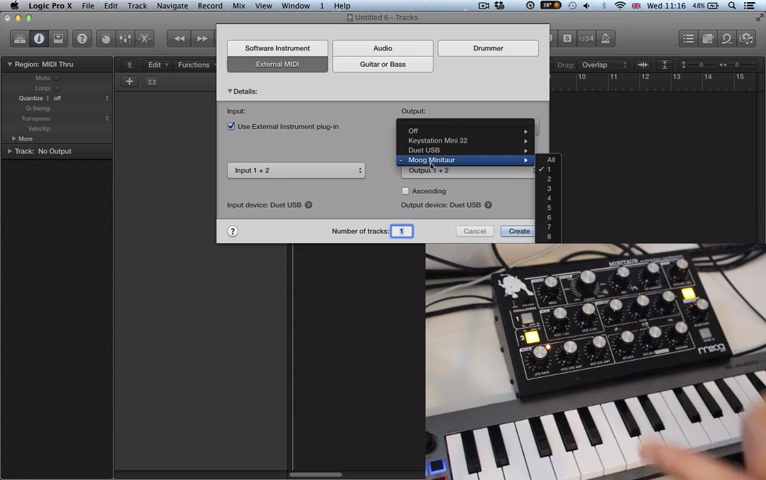 Logic Pro X File Edit Track Navigate Record Mix View Window 1 Help
38° Wed 11:16 48%
Untitled 6 - Tracks
Software Instrument Audio Drummer
External MIDI Guitar or Bass
Details:
Input: Output:
Use External Instrument plug-in
Off
Keystation Mini 32
Duet USB
Moog Minitaur
Input 1 + 2 Output 1 + 2
All
1
2
3
4
5
6
7
8
Ascending
Input device: Duet USB Output device: Duet USB
? Number of tracks: 1 Cancel Create
Region: MIDI Thru
Mute:
Loop:
Quantize off
Q-Swing:
Transpose:
Velocity:
More
Track: No Output
Edit Functions
Drag: Overlap
10 11 12 13 14 15
MINITAUR
moog